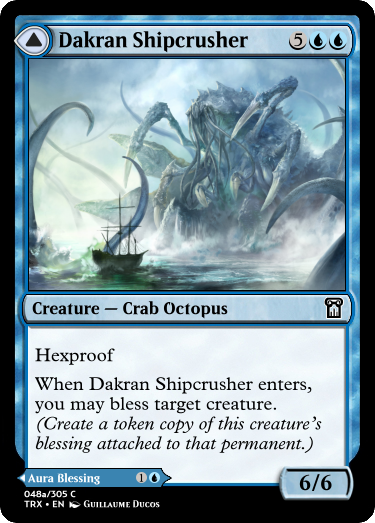 Dakran Shipcrusher 5
Creature — Crab Octopus
Hexproof
When Dakran Shipcrusher enters,
you may bless target creature.
(Create a token copy of this creature's
blessing attached to that permanent.)
Aura Blessing 1
6/6
048a/305 C
TRX • EN Guillaume Ducos